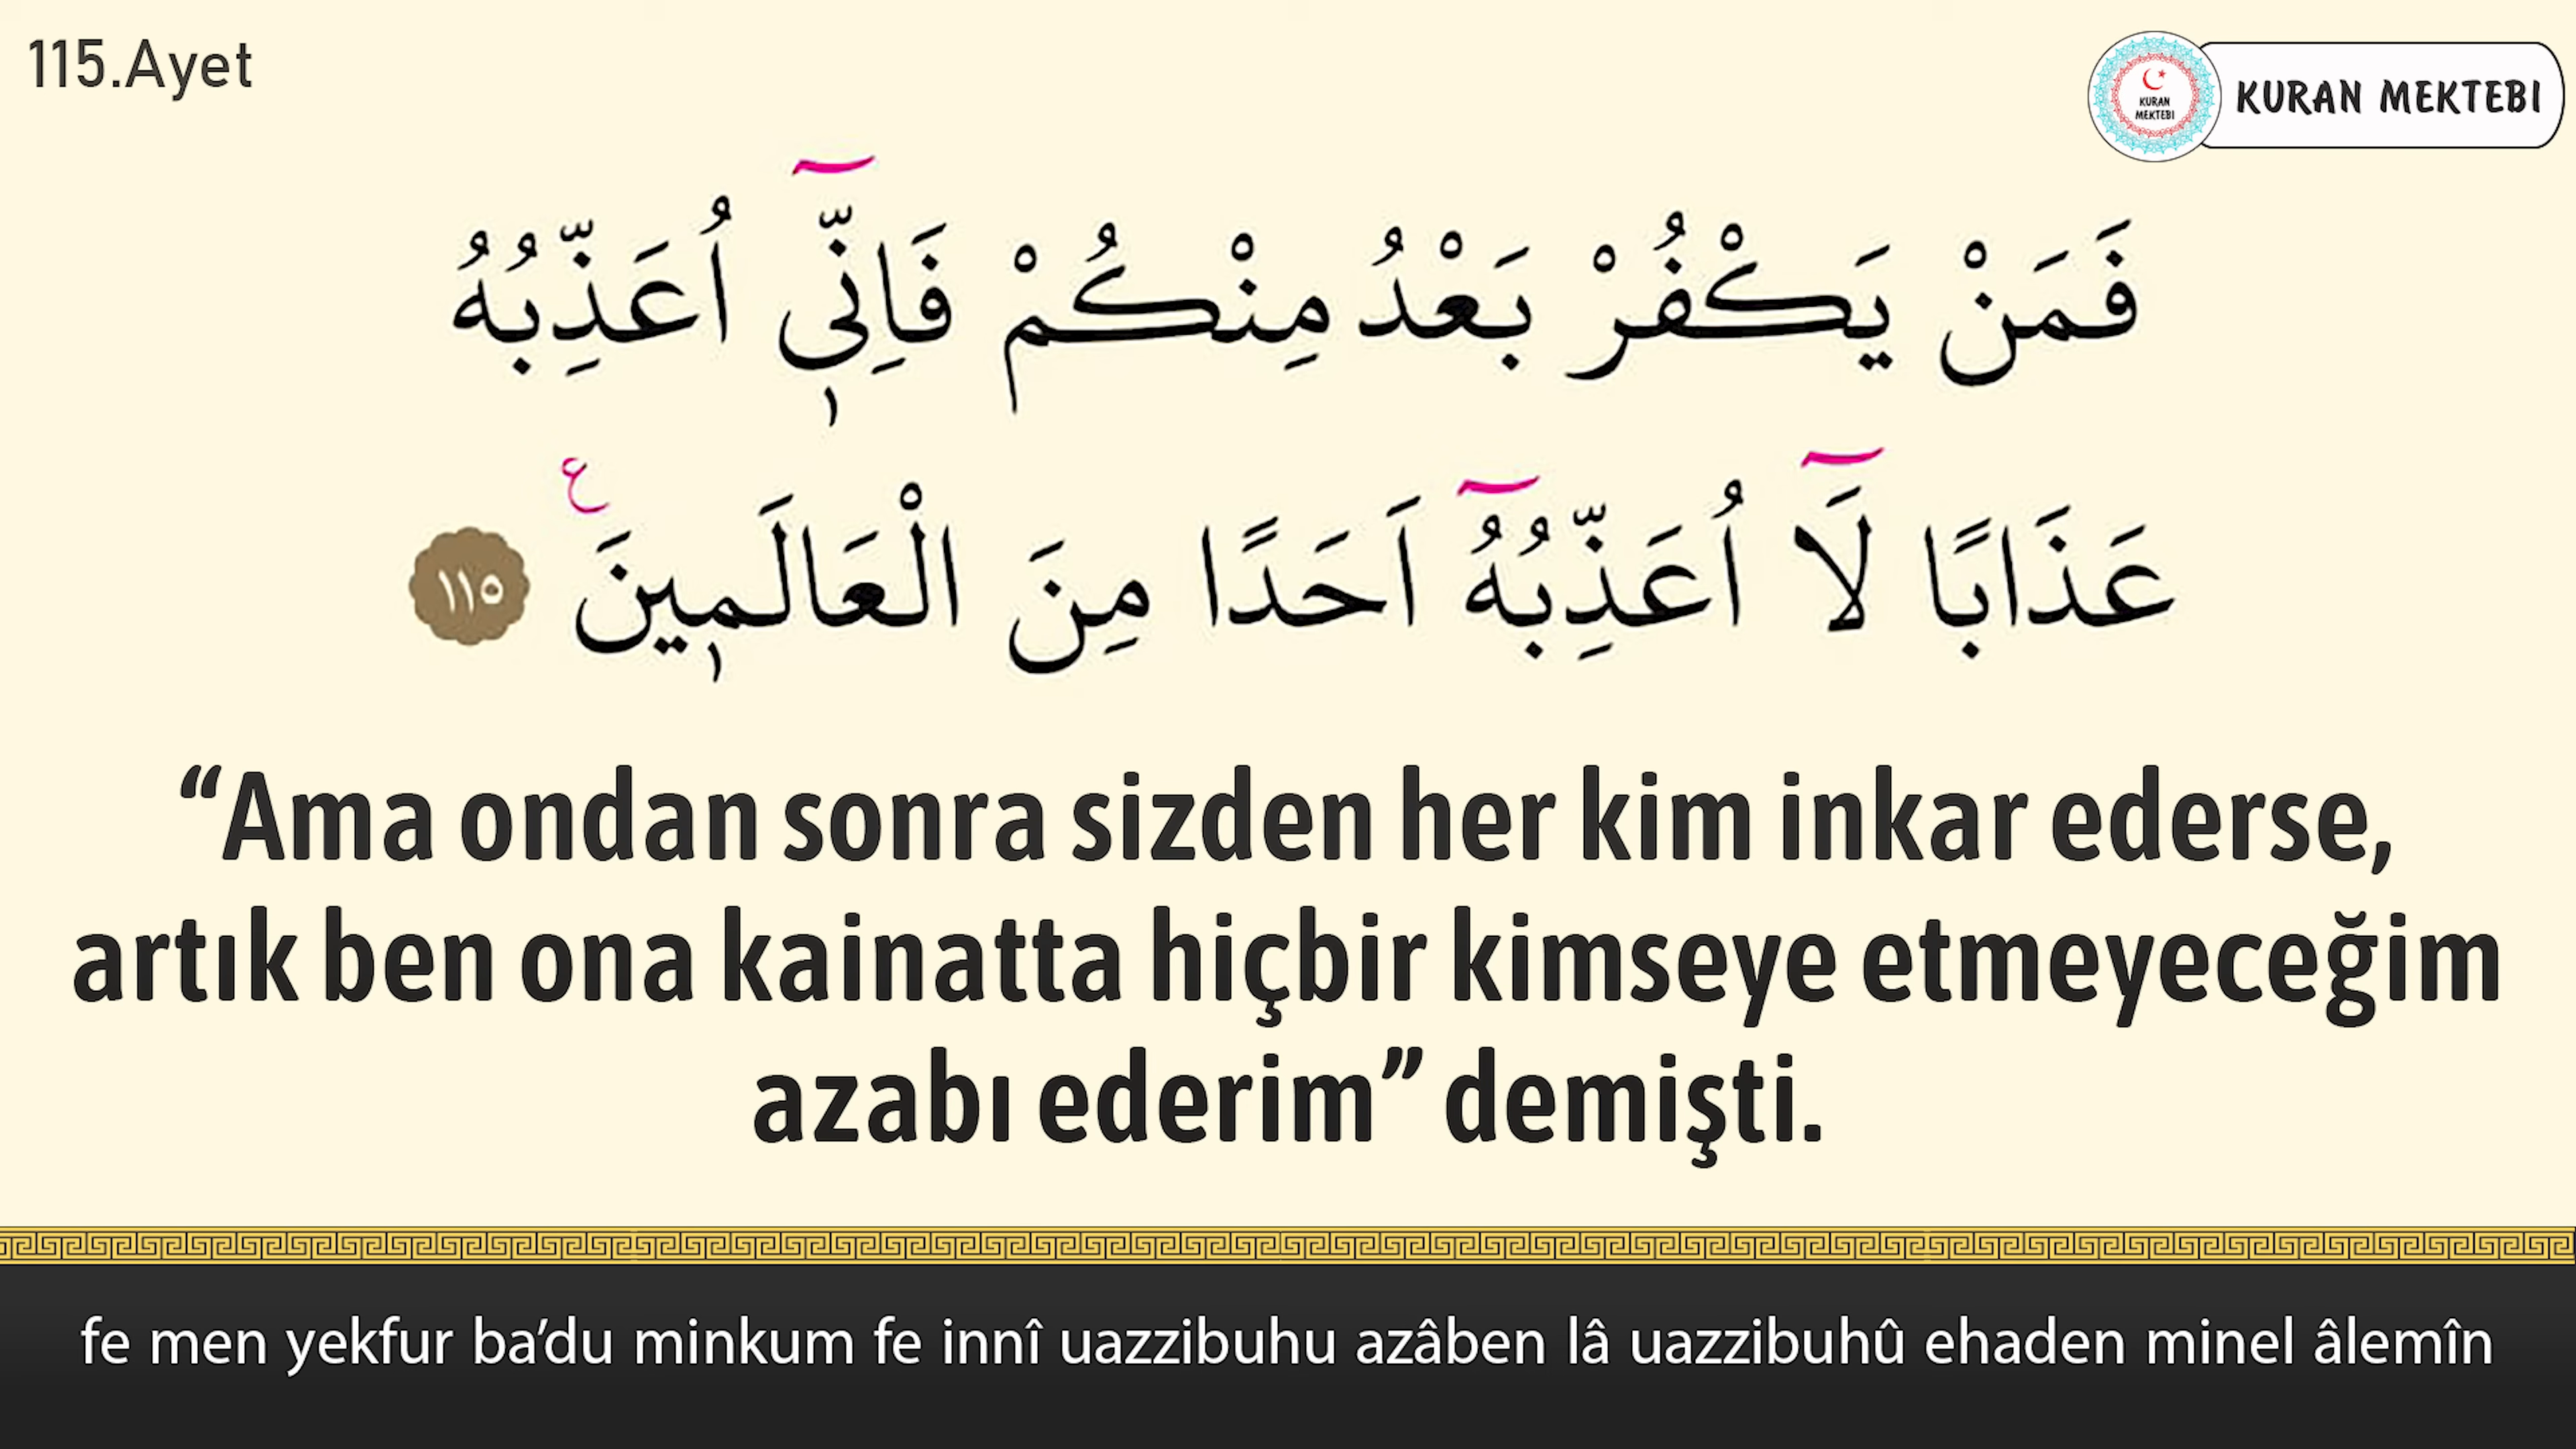 115.Ayet
KURAN
MEKTEBI
KURAN MEKTEBI
فَمَنْ يَكْفُرْ بَعْدُ مِنْكُمْ فَاِنّ۪ٓي اُعَذِّبُهُ
عَذَابًا لَٓا اُعَذِّبُهُٓ اَحَدًا مِنَ الْعَالَم۪ينَ ع ١١٥
“Ama ondan sonra sizden her kim inkar ederse,
artık ben ona kainatta hiçbir kimseye etmeyeceğim
azabı ederim” demişti.
fe men yekfur ba’du minkum fe innî uazzibuhu azâben lâ uazzibuhû ehaden minel âlemîn